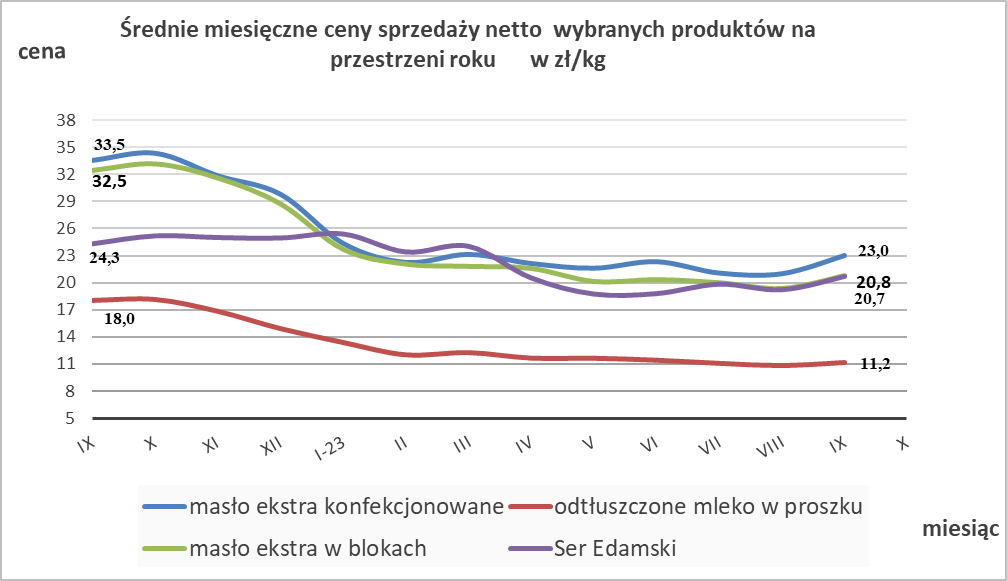 Średnie miesięczne ceny sprzedaży netto wybranych produktów na
przestrzeni roku w zł/kg
cena
38
35
32
29
26
23
20
17
14
11
8
5
33,5
32,5
24,3
18,0
23,0
20,8
20,7
11,2
IX X XI XII I-23 II III IV V VI VII VIII IX X
masło ekstra konfekcjonowane odtłuszczone mleko w proszku
masło ekstra w blokach Ser Edamski
miesiąc